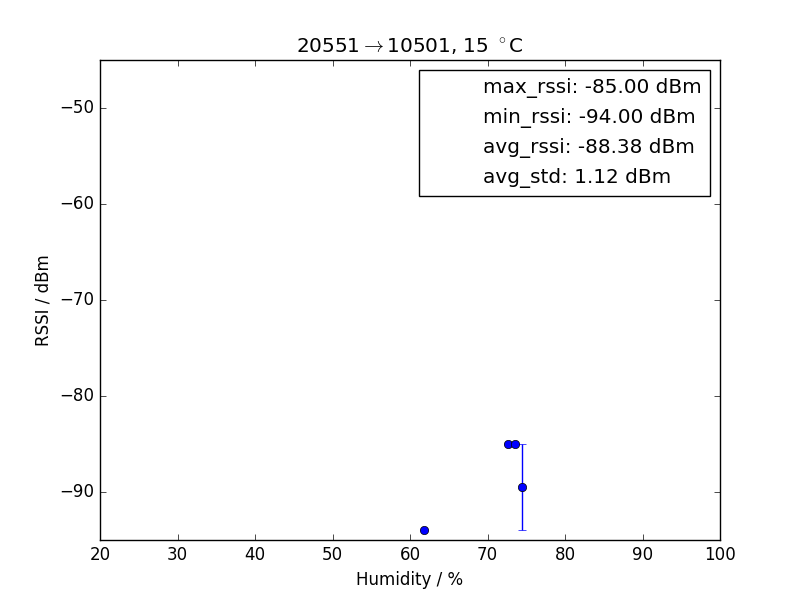 20551→10501, 15 °C
max_rssi: -85.00 dBm
min_rssi: -94.00 dBm
avg_rssi: -88.38 dBm
avg_std: 1.12 dBm
−50
−60
−70
−80
−90
RSSI / dBm
20 30 40 50 60 70 80 90 100
Humidity / %